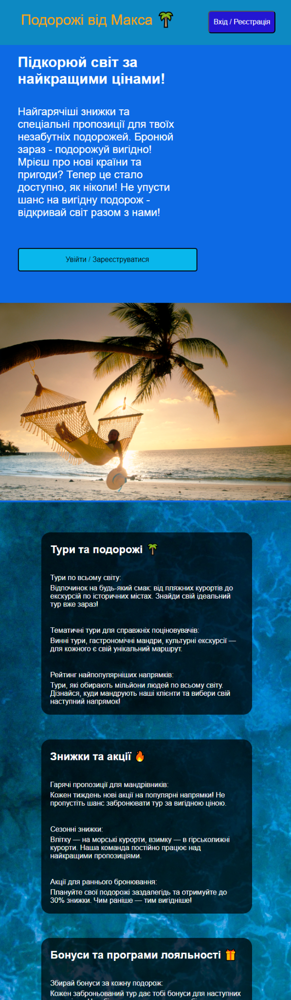 Подорожі від Макса 🌴
Вхід / Реєстрація
Підкорюй світ за
найкращими цінами!
Найгарячіші знижки та
спеціальні пропозиції для твоїх
незабутніх подорожей. Бронюй
зараз - подорожуй вигідно!
Мрієш про нові країни та
пригоди? Тепер це стало
доступно, як ніколи! Не упусти
шанс на вигідну подорож -
відкривай світ разом з нами!
Увійти / Зареєструватися
Тури та подорожі 🌴
Тури по всьому світу:
Відпочинок на будь-який смак: від пляжних курортів до
екскурсій по історичних містах. Знайди свій ідеальний
тур вже зараз!
Тематичні тури для справжніх поціновувачів:
Винні тури, гастрономічні мандри, культурні екскурсії —
для кожного є свій унікальний маршрут.
Рейтинг найпопулярніших напрямків:
Тури, які обирають мільйони людей по всьому світу.
Дізнайся, куди мандрують наші клієнти та вибери свій
наступний напрямок!
Знижки та акції 🔥
Гарячі пропозиції для мандрівників:
Кожен тиждень нові акції на популярні напрямки! Не
пропустіть шанс забронювати тур за вигідною ціною.
Сезонні знижки:
Влітку — на морські курорти, взимку — в гірськолижні
курорти. Наша команда постійно працює над
найкращими пропозиціями.
Акції для раннього бронювання:
Плануйте свої подорожі заздалегідь та отримуйте до
30% знижки. Чим раніше — тим вигідніше!
Бонуси та програми лояльності 🎁
Збирай бонуси за кожну подорож:
Кожен заброньований тур дає тобі бонуси для наступних